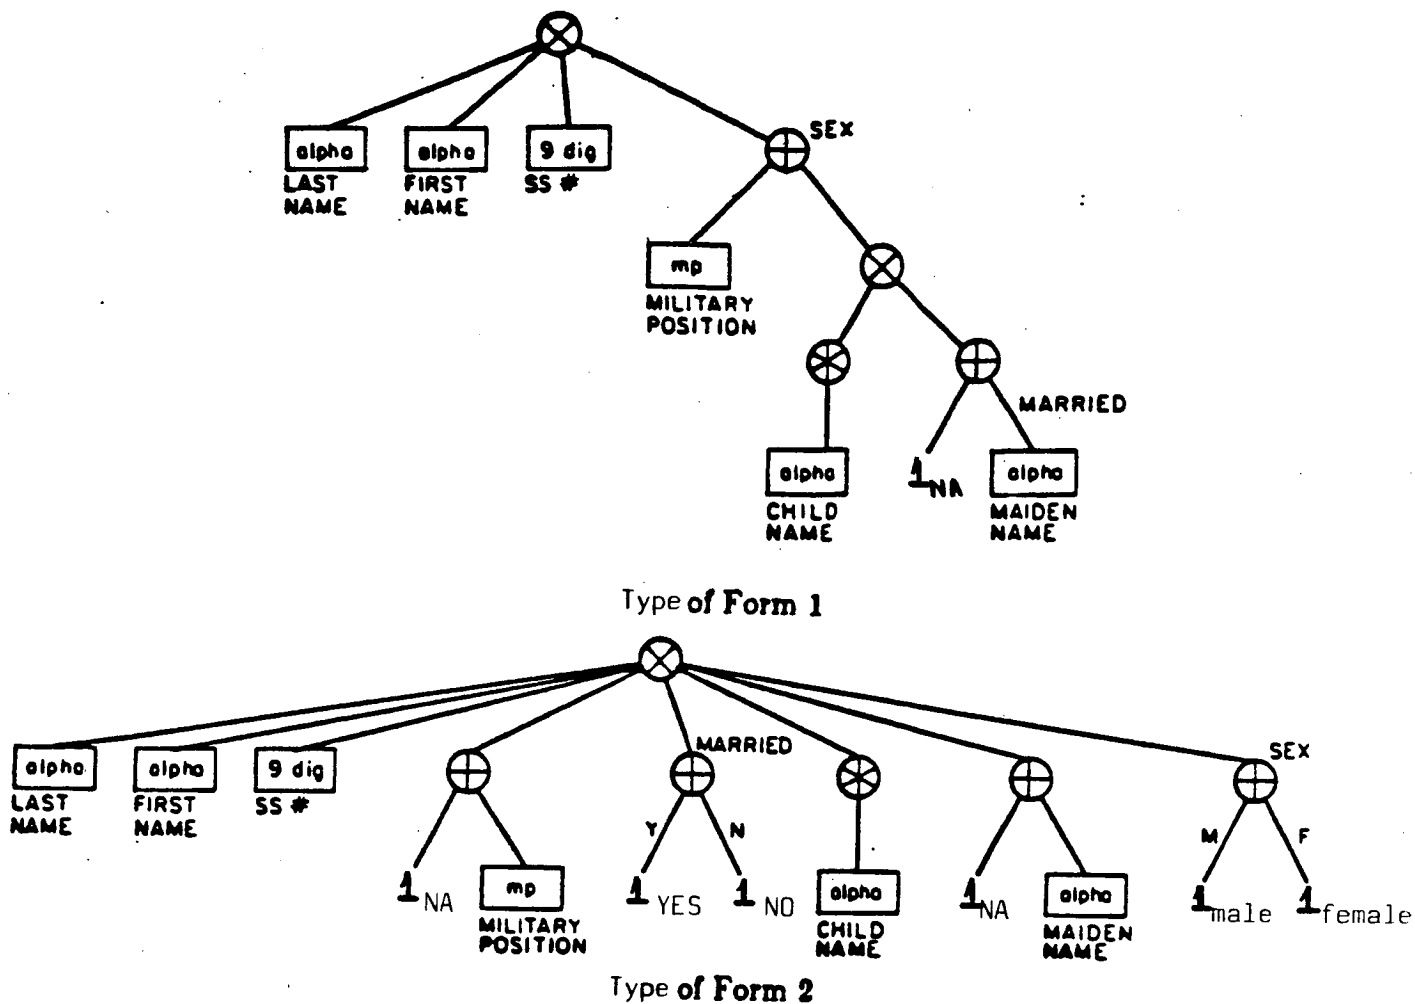 SEX
alpha
alpha
9 dig
LAST
NAME
FIRST
NAME
SS #
mp
MILITARY
POSITION
MARRIED
alpha
1NA
alpha
CHILD
NAME
MAIDEN
NAME
Type of Form 1
MARRIED
SEX
alpha
alpha
9 dig
LAST
NAME
FIRST
NAME
SS #
Y
N
M
F
1NA
mp
1YES
1NO
alpha
1NA
alpha
1male
1female
MILITARY
POSITION
CHILD
NAME
MAIDEN
NAME
Type of Form 2